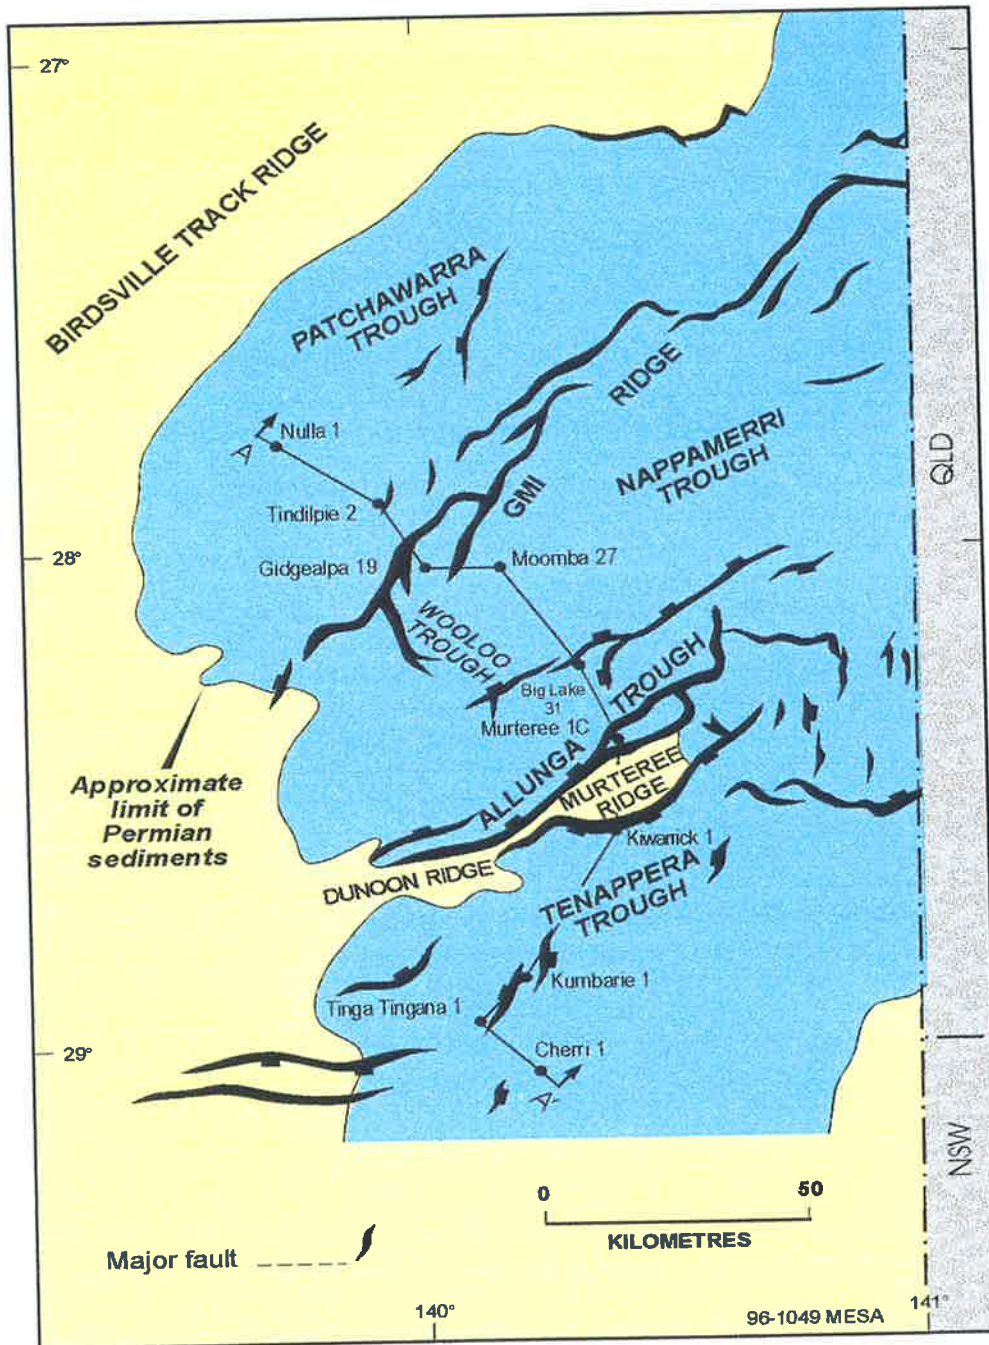 27°
BIRDSVILLE TRACK RIDGE
PATCHAWARRA
TROUGH
RIDGE
GMI
NAPPAMERRI
TROUGH
QLD
A
Nulla 1
Tindilpie 2
28°
Gidgealpa 19
Moomba 27
WOOLOO
TROUGH
Big Lake
31
Murteree 1C
ALLUNGA
TROUGH
MURTEREE
RIDGE
Approximate
limit of
Permian
sediments
Kiwarrick 1
DUNOON RIDGE
TENAPPERA
TROUGH
Kumbarie 1
Tinga Tingana 1
29°
Cherri 1
A'
NSW
0
50
KILOMETRES
Major fault
140°
141°
96-1049 MESA